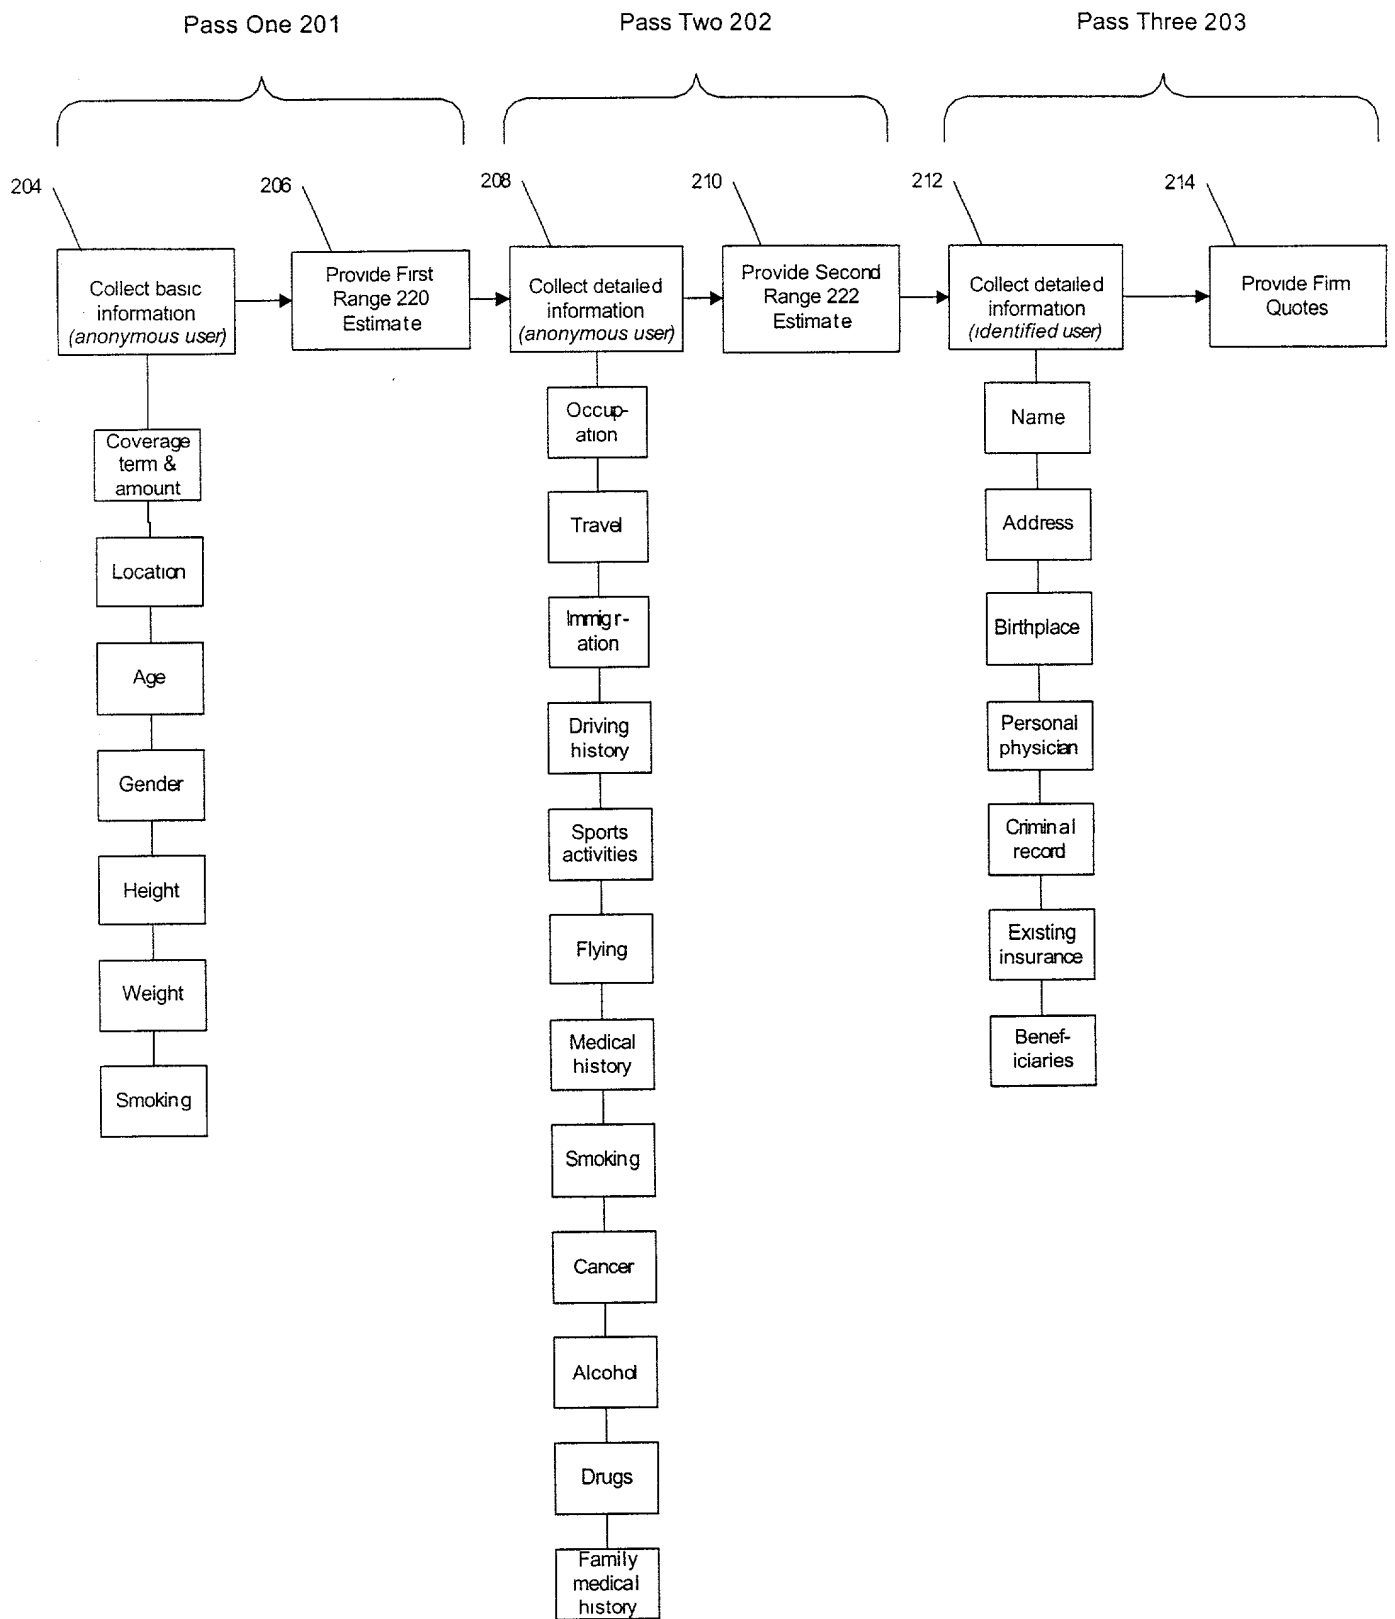 Pass One 201
Pass Two 202
Pass Three 203
204
206
208
210
212
214
Collect basic
information
(anonymous user)
Provide First
Range 220
Estimate
Collect detailed
information
(anonymous user)
Provide Second
Range 222
Estimate
Collect detailed
information
(identified user)
Provide Firm
Quotes
Coverage
term &
amount
Location
Age
Gender
Height
Weight
Smoking
Occup-
ation
Travel
Immigr-
ation
Driving
history
Sports
activities
Flying
Medical
history
Smoking
Cancer
Alcohol
Drugs
Family
medical
history
Name
Address
Birthplace
Personal
physician
Criminal
record
Existing
insurance
Benef-
iciaries